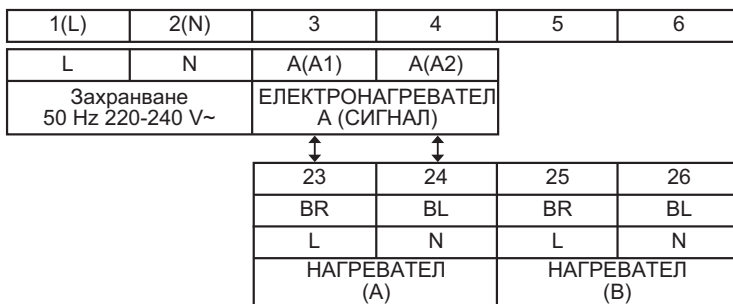 1(L) 2(N) 3 4 5 6
L N A(A1) A(A2)
Захранване ЕЛЕКТРОНАГРЕВАТЕЛ
50 Hz 220-240 V~ А (СИГНАЛ)
23 24 25 26
BR BL BR BL
L N L N
НАГРЕВАТЕЛ НАГРЕВАТЕЛ
(A) (B)